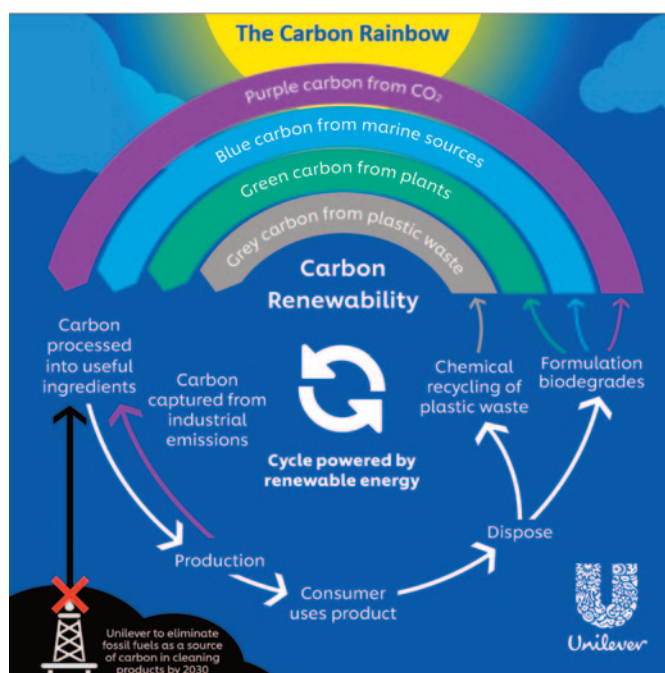 The Carbon Rainbow
Purple carbon from CO₂
Blue carbon from marine sources
Green carbon from plants
Grey carbon from plastic waste
Carbon
Renewability
Carbon
processed
into useful
ingredients
Carbon
captured from
industrial
emissions
Chemical
recycling of
plastic waste
Formulation
biodegrades
Cycle powered by
renewable energy
Dispose
Production
Consumer
uses product
Unilever to eliminate
fossil fuels as a source
of carbon in cleaning
products by 2030
Unilever